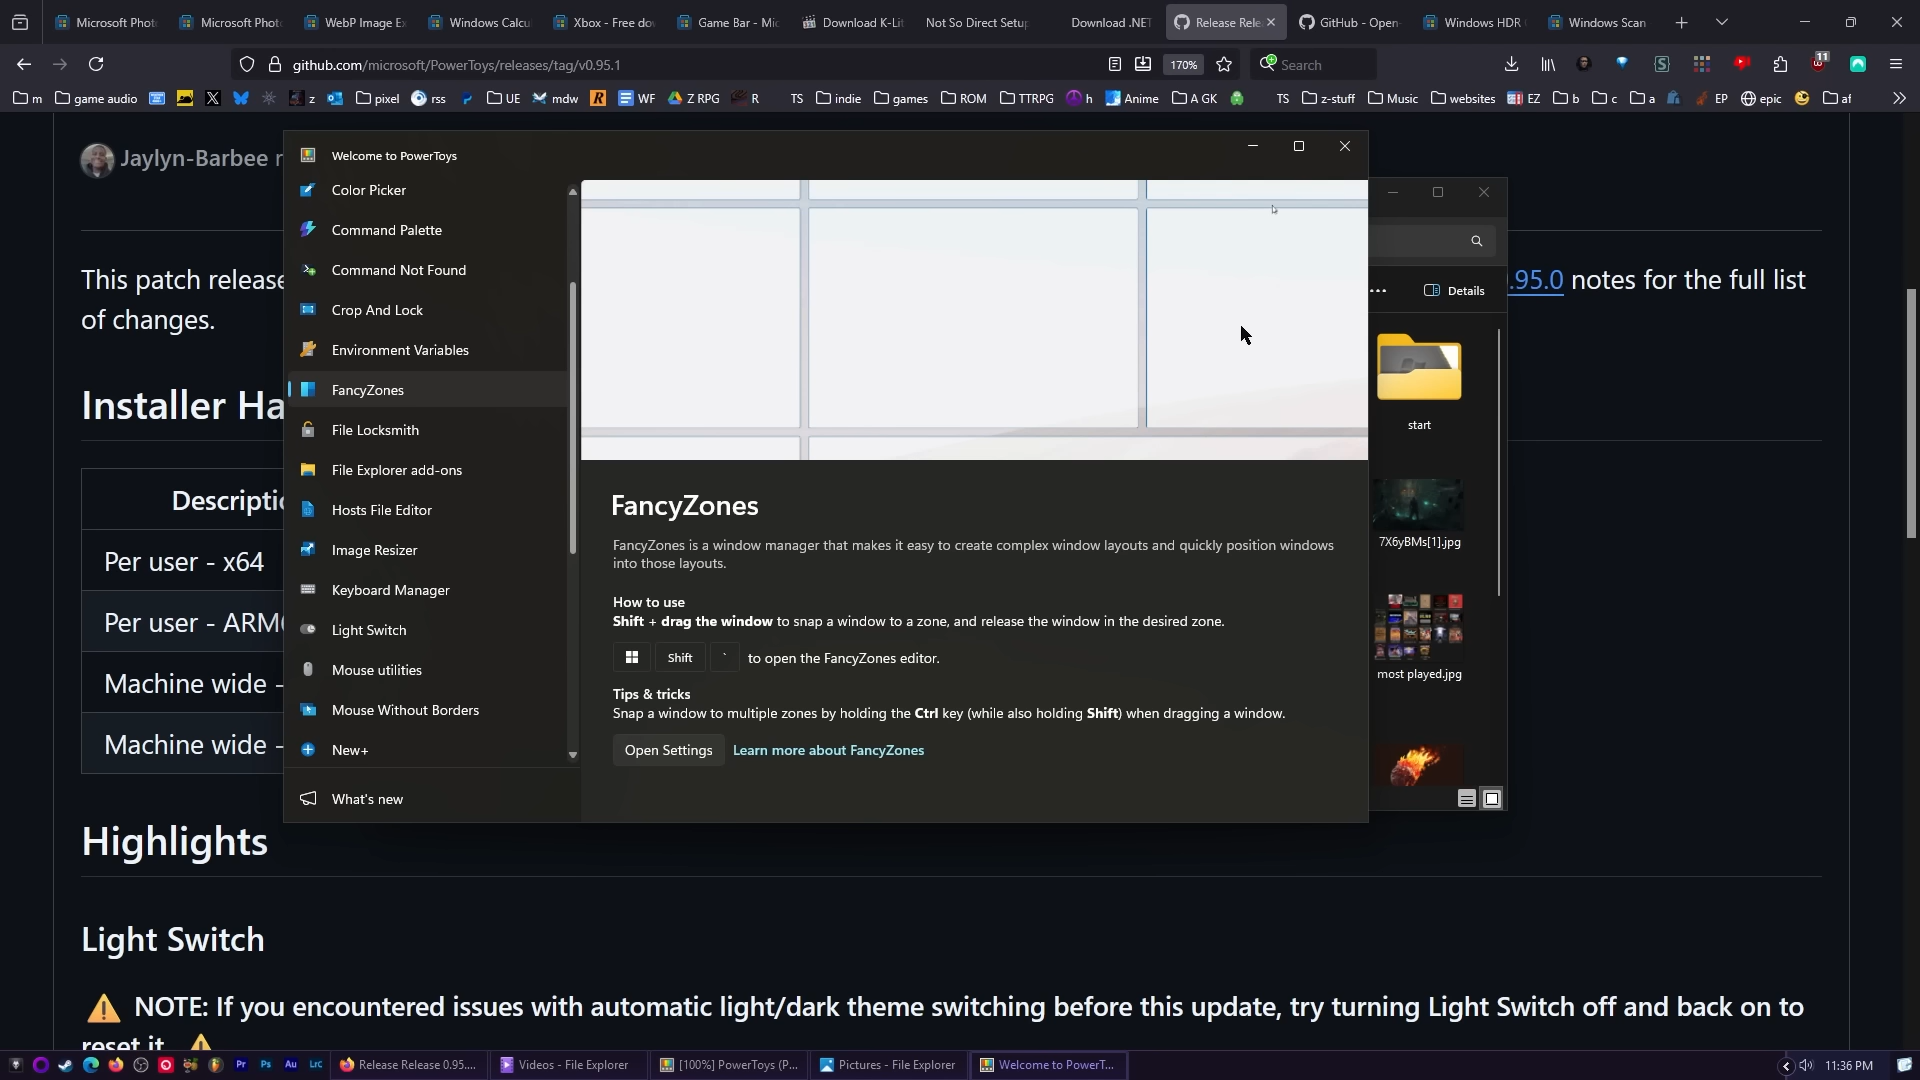 Microsoft Phot
Microsoft Phot
WebP Image Ex
Windows Calcu
Xbox - Free do
Game Bar - Mic
Download K-Lit
Not So Direct Setup
Download .NET
Release Rele
GitHub - Open-
Windows HDR
Windows Scan
github.com/microsoft/PowerToys/releases/tag/v0.95.1
170%
Search
11
m
game audio
z
pixel
rss
UE
mdw
WF
Z RPG
R
TS
indie
games
ROM
TTRPG
h
Anime
A GK
TS
z-stuff
Music
websites
EZ
b
c
a
EP
epic
af
Jaylyn-Barbee r
This patch release
.95.0 notes for the full list
of changes.
Installer Ha
Descriptio
Per user - x64
Per user - ARM6
Machine wide -
Machine wide -
Highlights
Light Switch
NOTE: If you encountered issues with automatic light/dark theme switching before this update, try turning Light Switch off and back on to
reset it.
Welcome to PowerToys
Color Picker
Command Palette
Command Not Found
Crop And Lock
Environment Variables
FancyZones
File Locksmith
File Explorer add-ons
Hosts File Editor
Image Resizer
Keyboard Manager
Light Switch
Mouse utilities
Mouse Without Borders
New+
What's new
FancyZones
FancyZones is a window manager that makes it easy to create complex window layouts and quickly position windows
into those layouts.
How to use
Shift + drag the window to snap a window to a zone, and release the window in the desired zone.
Shift ` to open the FancyZones editor.
Tips & tricks
Snap a window to multiple zones by holding the Ctrl key (while also holding Shift) when dragging a window.
Open Settings
Learn more about FancyZones
Details
start
7X6yBMs[1].jpg
most played.jpg
Pr
Ps
Au
Lrc
Release Release 0.95....
Videos - File Explorer
[100%] PowerToys (P...
Pictures - File Explorer
Welcome to PowerT...
11:36 PM